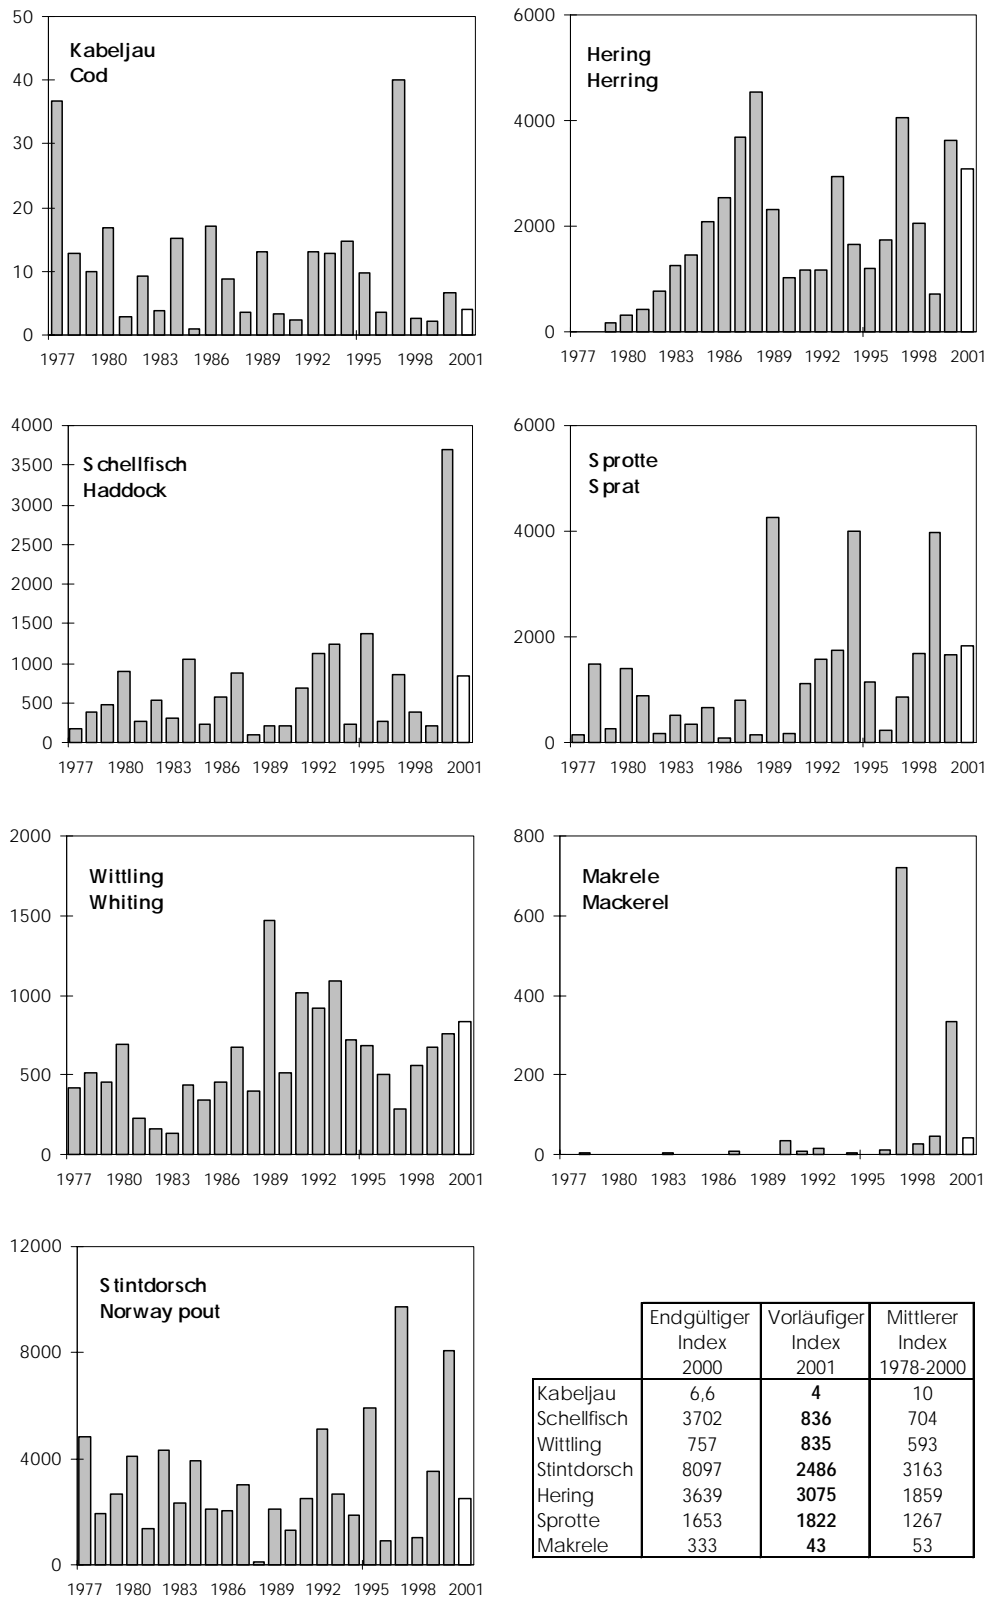 Kabeljau
Cod
50
40
30
20
10
0
1977 1980 1983 1986 1989 1992 1995 1998 2001
Hering
Herring
6000
4000
2000
0
1977 1980 1983 1986 1989 1992 1995 1998 2001
Schellfisch
Haddock
4000
3500
3000
2500
2000
1500
1000
500
0
1977 1980 1983 1986 1989 1992 1995 1998 2001
Sprotte
Sprat
6000
4000
2000
0
1977 1980 1983 1986 1989 1992 1995 1998 2001
Wittling
Whiting
2000
1500
1000
500
0
1977 1980 1983 1986 1989 1992 1995 1998 2001
Makrele
Mackerel
800
600
400
200
0
1977 1980 1983 1986 1989 1992 1995 1998 2001
Stintdorsch
Norway pout
12000
8000
4000
0
1977 1980 1983 1986 1989 1992 1995 1998 2001
Endgültiger Vorläufiger Mittlerer
Index Index Index
2000 2001 1978-2000
Kabeljau 6,6 4 10
Schellfisch 3702 836 704
Wittling 757 835 593
Stintdorsch 8097 2486 3163
Hering 3639 3075 1859
Sprotte 1653 1822 1267
Makrele 333 43 53